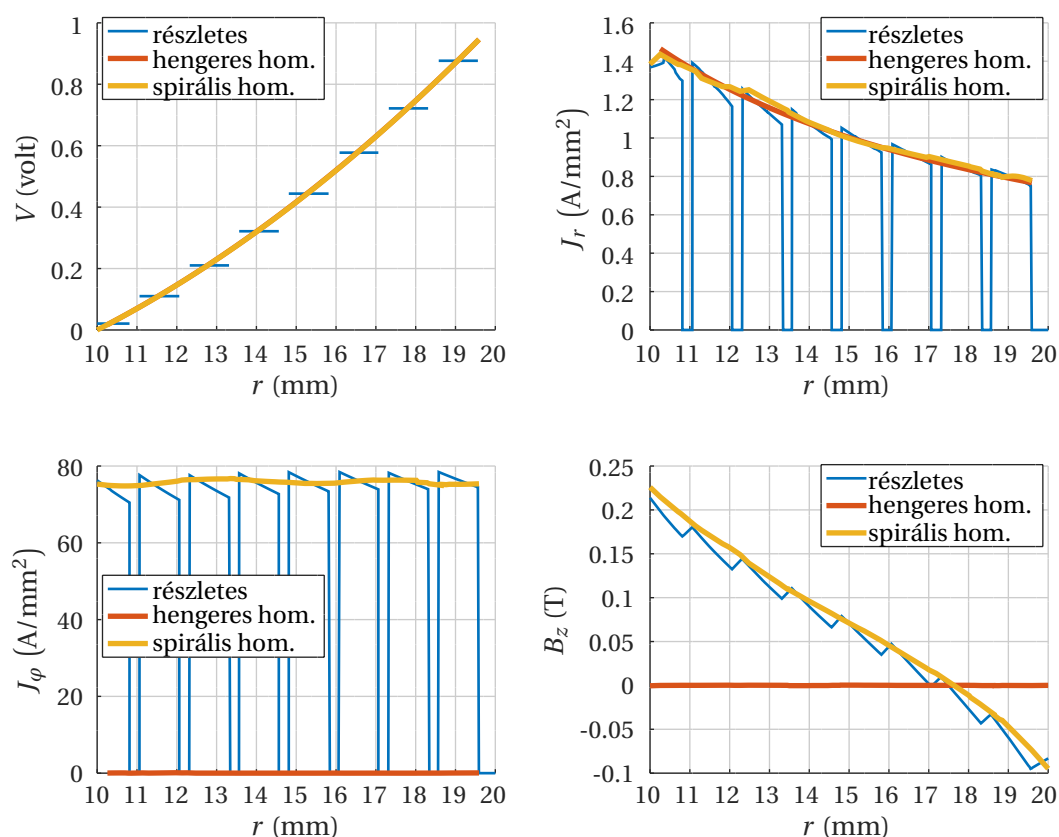 1
0.8
0.6
0.4
0.2
0
V (volt)
10 11 12 13 14 15 16 17 18 19 20
r (mm)
részletes
hengeres hom.
spirális hom.
1.6
1.4
1.2
1
0.8
0.6
0.4
0.2
0
J_r (A/mm²)
10 11 12 13 14 15 16 17 18 19 20
r (mm)
részletes
hengeres hom.
spirális hom.
80
60
40
20
0
J_φ (A/mm²)
10 11 12 13 14 15 16 17 18 19 20
r (mm)
részletes
hengeres hom.
spirális hom.
0.25
0.2
0.15
0.1
0.05
0
-0.05
-0.1
B_z (T)
10 11 12 13 14 15 16 17 18 19 20
r (mm)
részletes
hengeres hom.
spirális hom.